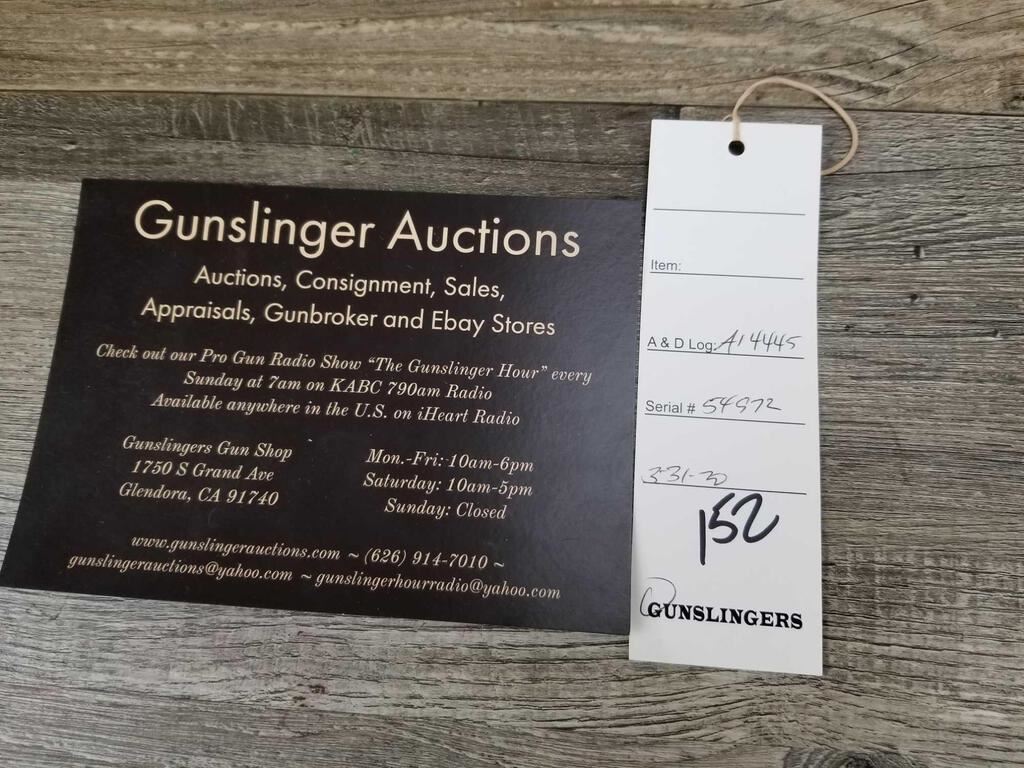 Gunslinger Auctions
Auctions, Consignment, Sales,
Appraisals, Gunbroker and Ebay Stores
Check out our Pro Gun Radio Show "The Gunslinger Hour" every
Sunday at 7am on KABC 790am Radio
Available anywhere in the U.S. on iHeart Radio
Gunslingers Gun Shop
1750 S Grand Ave
Glendora, CA 91740
Mon.-Fri: 10am-6pm
Saturday: 10am-5pm
Sunday: Closed
www.gunslingerauctions.com ~ (626) 914-7010 ~
gunslingerauctions@yahoo.com ~ gunslingerhourradio@yahoo.com
Item:
A & D Log: A14445
Serial # 54972
3-31-20
152
GUNSLINGERS